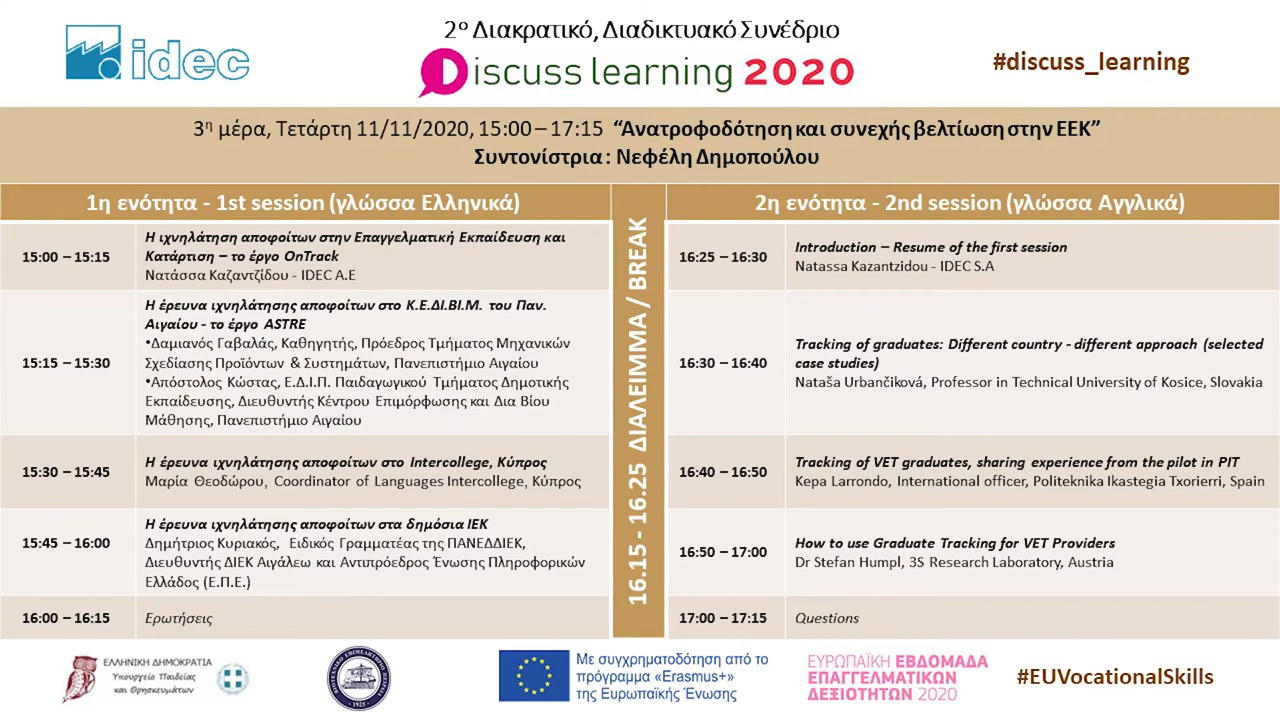 idec
2ο Διακρατικό, Διαδικτυακό Συνέδριο
Discuss learning 2020
#discuss_learning
3η μέρα, Τετάρτη 11/11/2020, 15:00 – 17:15 “Ανατροφοδότηση και συνεχής βελτίωση στην ΕΕΚ”
Συντονίστρια : Νεφέλη Δημοπούλου
1η ενότητα - 1st session (γλώσσα Ελληνικά)
15:00 – 15:15
Η ιχνηλάτηση αποφοίτων στην Επαγγελματική Εκπαίδευση και
Κατάρτιση – το έργο OnTrack
Νατάσσα Καζαντζίδου - IDEC A.E
15:15 – 15:30
Η έρευνα ιχνηλάτησης αποφοίτων στο Κ.Ε.ΔΙ.ΒΙ.Μ. του Παν.
Αιγαίου - το έργο ASTRE
•Δαμιανός Γαβαλάς, Καθηγητής, Πρόεδρος Τμήματος Μηχανικών
Σχεδίασης Προϊόντων & Συστημάτων, Πανεπιστήμιο Αιγαίου
•Απόστολος Κώστας, Ε.Δ.Ι.Π. Παιδαγωγικού Τμήματος Δημοτικής
Εκπαίδευσης, Διευθυντής Κέντρου Επιμόρφωσης και Δια Βίου
Μάθησης, Πανεπιστήμιο Αιγαίου
15:30 – 15:45
Η έρευνα ιχνηλάτησης αποφοίτων στο Intercollege, Κύπρος
Μαρία Θεοδώρου, Coordinator of Languages Intercollege, Κύπρος
15:45 – 16:00
Η έρευνα ιχνηλάτησης αποφοίτων στα δημόσια ΙΕΚ
Δημήτριος Κυριακός, Ειδικός Γραμματέας της ΠΑΝΕΔΔΙΕΚ,
Διευθυντής ΔΙΕΚ Αιγάλεω και Αντιπρόεδρος Ένωσης Πληροφορικών
Ελλάδος (Ε.Π.Ε.)
16:00 – 16:15
Ερωτήσεις
16.15 - 16.25 ΔΙΑΛΕΙΜΜΑ / BREAK
2η ενότητα - 2nd session (γλώσσα Αγγλικά)
16:25 – 16:30
Introduction – Resume of the first session
Natassa Kazantzidou - IDEC S.A
16:30 – 16:40
Tracking of graduates: Different country - different approach (selected
case studies)
Nataša Urbančiková, Professor in Technical University of Kosice, Slovakia
16:40 – 16:50
Tracking of VET graduates, sharing experience from the pilot in PIT
Kepa Larrondo, International officer, Politeknika Ikastegia Txorierri, Spain
16:50 – 17:00
How to use Graduate Tracking for VET Providers
Dr Stefan Humpl, 3S Research Laboratory, Austria
17:00 – 17:15
Questions
ΕΛΛΗΝΙΚΗ ΔΗΜΟΚΡΑΤΙΑ
Υπουργείο Παιδείας
και Θρησκευμάτων
1925
Με συγχρηματοδότηση από το
πρόγραμμα «Erasmus+»
της Ευρωπαϊκής Ένωσης
ΕΥΡΩΠΑΪΚΗ ΕΒΔΟΜΑΔΑ
ΕΠΑΓΓΕΛΜΑΤΙΚΩΝ
ΔΕΞΙΟΤΗΤΩΝ 2020
#EUVocationalSkills